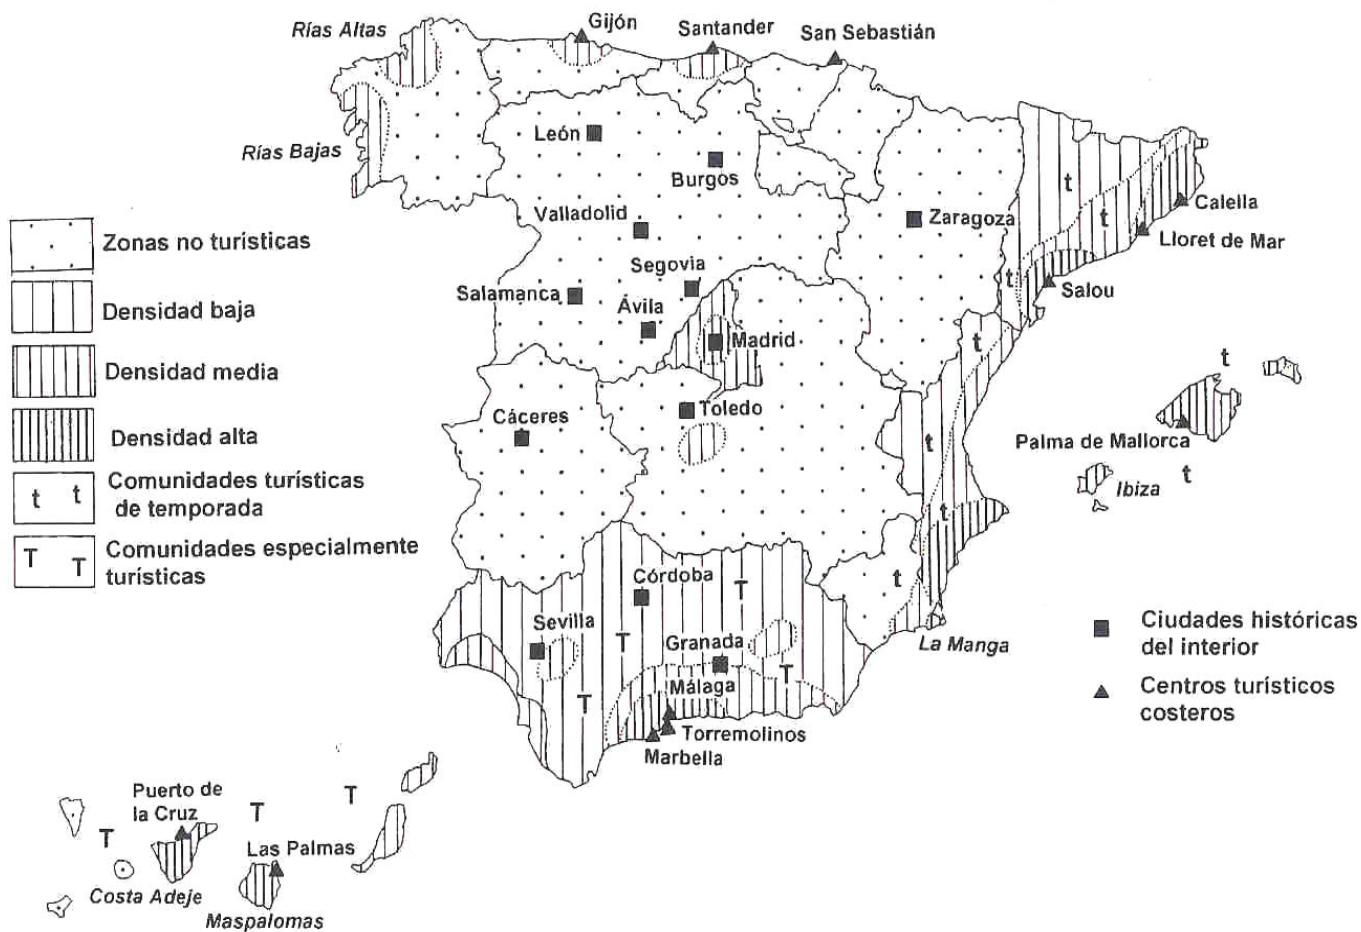 Rías Altas
Gijón
Santander
San Sebastián
Rías Bajas
León
Burgos
Valladolid
Zaragoza
Segovia
Salamanca
Ávila
Madrid
Toledo
Cáceres
t
t
t
t
t
t
t
t
t
Calella
Lloret de Mar
Salou
Palma de Mallorca
Ibiza
Zonas no turísticas
Densidad baja
Densidad media
Densidad alta
t t
Comunidades turísticas
de temporada
T T
Comunidades especialmente
turísticas
Córdoba
T
Sevilla
T
Granada
T
T
Málaga
Torremolinos
Marbella
La Manga
Ciudades históricas
del interior
Centros turísticos
costeros
Puerto de
la Cruz
T
T
T
Las Palmas
Costa Adeje
Maspalomas